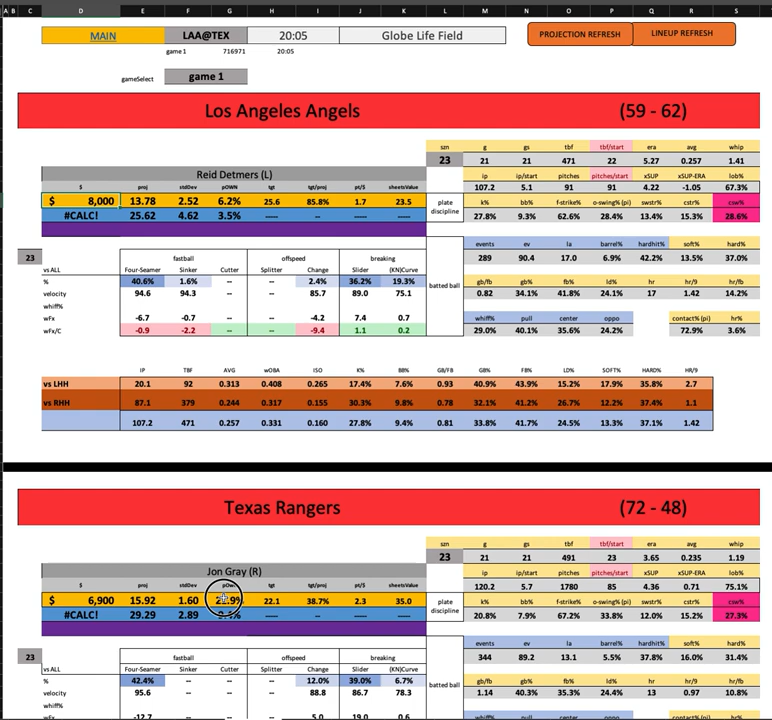 A B C D E F G H I J K L M N O P Q R S
MAIN LAA@TEX 20:05 Globe Life Field PROJECTION REFRESH LINEUP REFRESH
game 1 716971 20:05
gameSelect game 1
Los Angeles Angels (59 - 62)
szn g gs tbf tbf/start era avg whip
23 21 21 471 22 5.27 0.257 1.41
Reid Detmers (L) ip ip/start pitches pitches/start xSUP xSUP-ERA lob%
$ proj stdDev pOWN tgt tgt/proj pt/$ sheetsValue 107.2 5.1 91 91 4.22 -1.05 67.3%
$ 8,000 13.78 2.52 6.2% 25.6 85.8% 1.7 23.5 plate discipline k% bb% f-strike% o-swing% (pi) swstr% cstr% csw%
#CALC! 25.62 4.62 3.5% ---- -- ---- ---- 27.8% 9.3% 62.6% 28.4% 13.4% 15.3% 28.6%
events ev la barrel% hardhit% soft% hard%
23 fastball offspeed breaking 289 90.4 17.0 6.9% 42.2% 13.5% 37.0%
vs ALL Four-Seamer Sinker Cutter Splitter Change Slider (KN)Curve
% 40.6% 1.6% -- -- 2.4% 36.2% 19.3% batted ball gb/fb gb% fb% ld% hr hr/9 hr/fb
velocity 94.6 94.3 -- -- 85.7 89.0 75.1 0.82 34.1% 41.8% 24.1% 17 1.42 14.2%
whiff%
wFx -6.7 -0.7 -- -- -4.2 7.4 0.7 whiff% pull center oppo contact% (pi) hr%
wFx/C -0.9 -2.2 -- -- -9.4 1.1 0.2 29.0% 40.1% 35.6% 24.2% 72.9% 3.6%
IP TBF AVG wOBA ISO K% BB% GB/FB GB% FB% LD% SOFT% HARD% HR/9
vs LHH 20.1 92 0.313 0.408 0.265 17.4% 7.6% 0.93 40.9% 43.9% 15.2% 17.9% 35.8% 2.7
vs RHH 87.1 379 0.244 0.317 0.155 30.3% 9.8% 0.78 32.1% 41.2% 26.7% 12.2% 37.4% 1.1
107.2 471 0.257 0.331 0.160 27.8% 9.4% 0.81 33.8% 41.7% 24.5% 13.3% 37.1% 1.42
Texas Rangers (72 - 48)
szn g gs tbf tbf/start era avg whip
23 21 21 491 23 3.65 0.235 1.19
Jon Gray (R) ip ip/start pitches pitches/start xSUP xSUP-ERA lob%
$ proj stdDev tgt tgt/proj pt/$ sheetsValue 120.2 5.7 1780 85 4.36 0.71 75.1%
$ 6,900 15.92 1.60 22.1 38.7% 2.3 35.0 plate discipline k% bb% f-strike% o-swing% (pi) swstr% cstr% csw%
#CALC! 29.29 2.89 ---- -- ---- ---- 20.8% 7.9% 67.2% 33.8% 12.0% 15.2% 27.3%
events ev la barrel% hardhit% soft% hard%
23 fastball offspeed breaking 344 89.2 13.1 5.5% 37.8% 16.0% 31.4%
vs ALL Four-Seamer Sinker Cutter Splitter Change Slider (KN)Curve
% 42.4% -- -- -- 12.0% 39.0% 6.7% batted ball gb/fb gb% fb% ld% hr hr/9 hr/fb
velocity 95.6 -- -- -- 88.8 86.7 78.3 1.14 40.3% 35.3% 24.4% 13 0.97 10.8%
whiff%
wFx -12.7 -- -- -- 5.0 19.0 0.6 whiff% pull center oppo contact% (pi) hr%